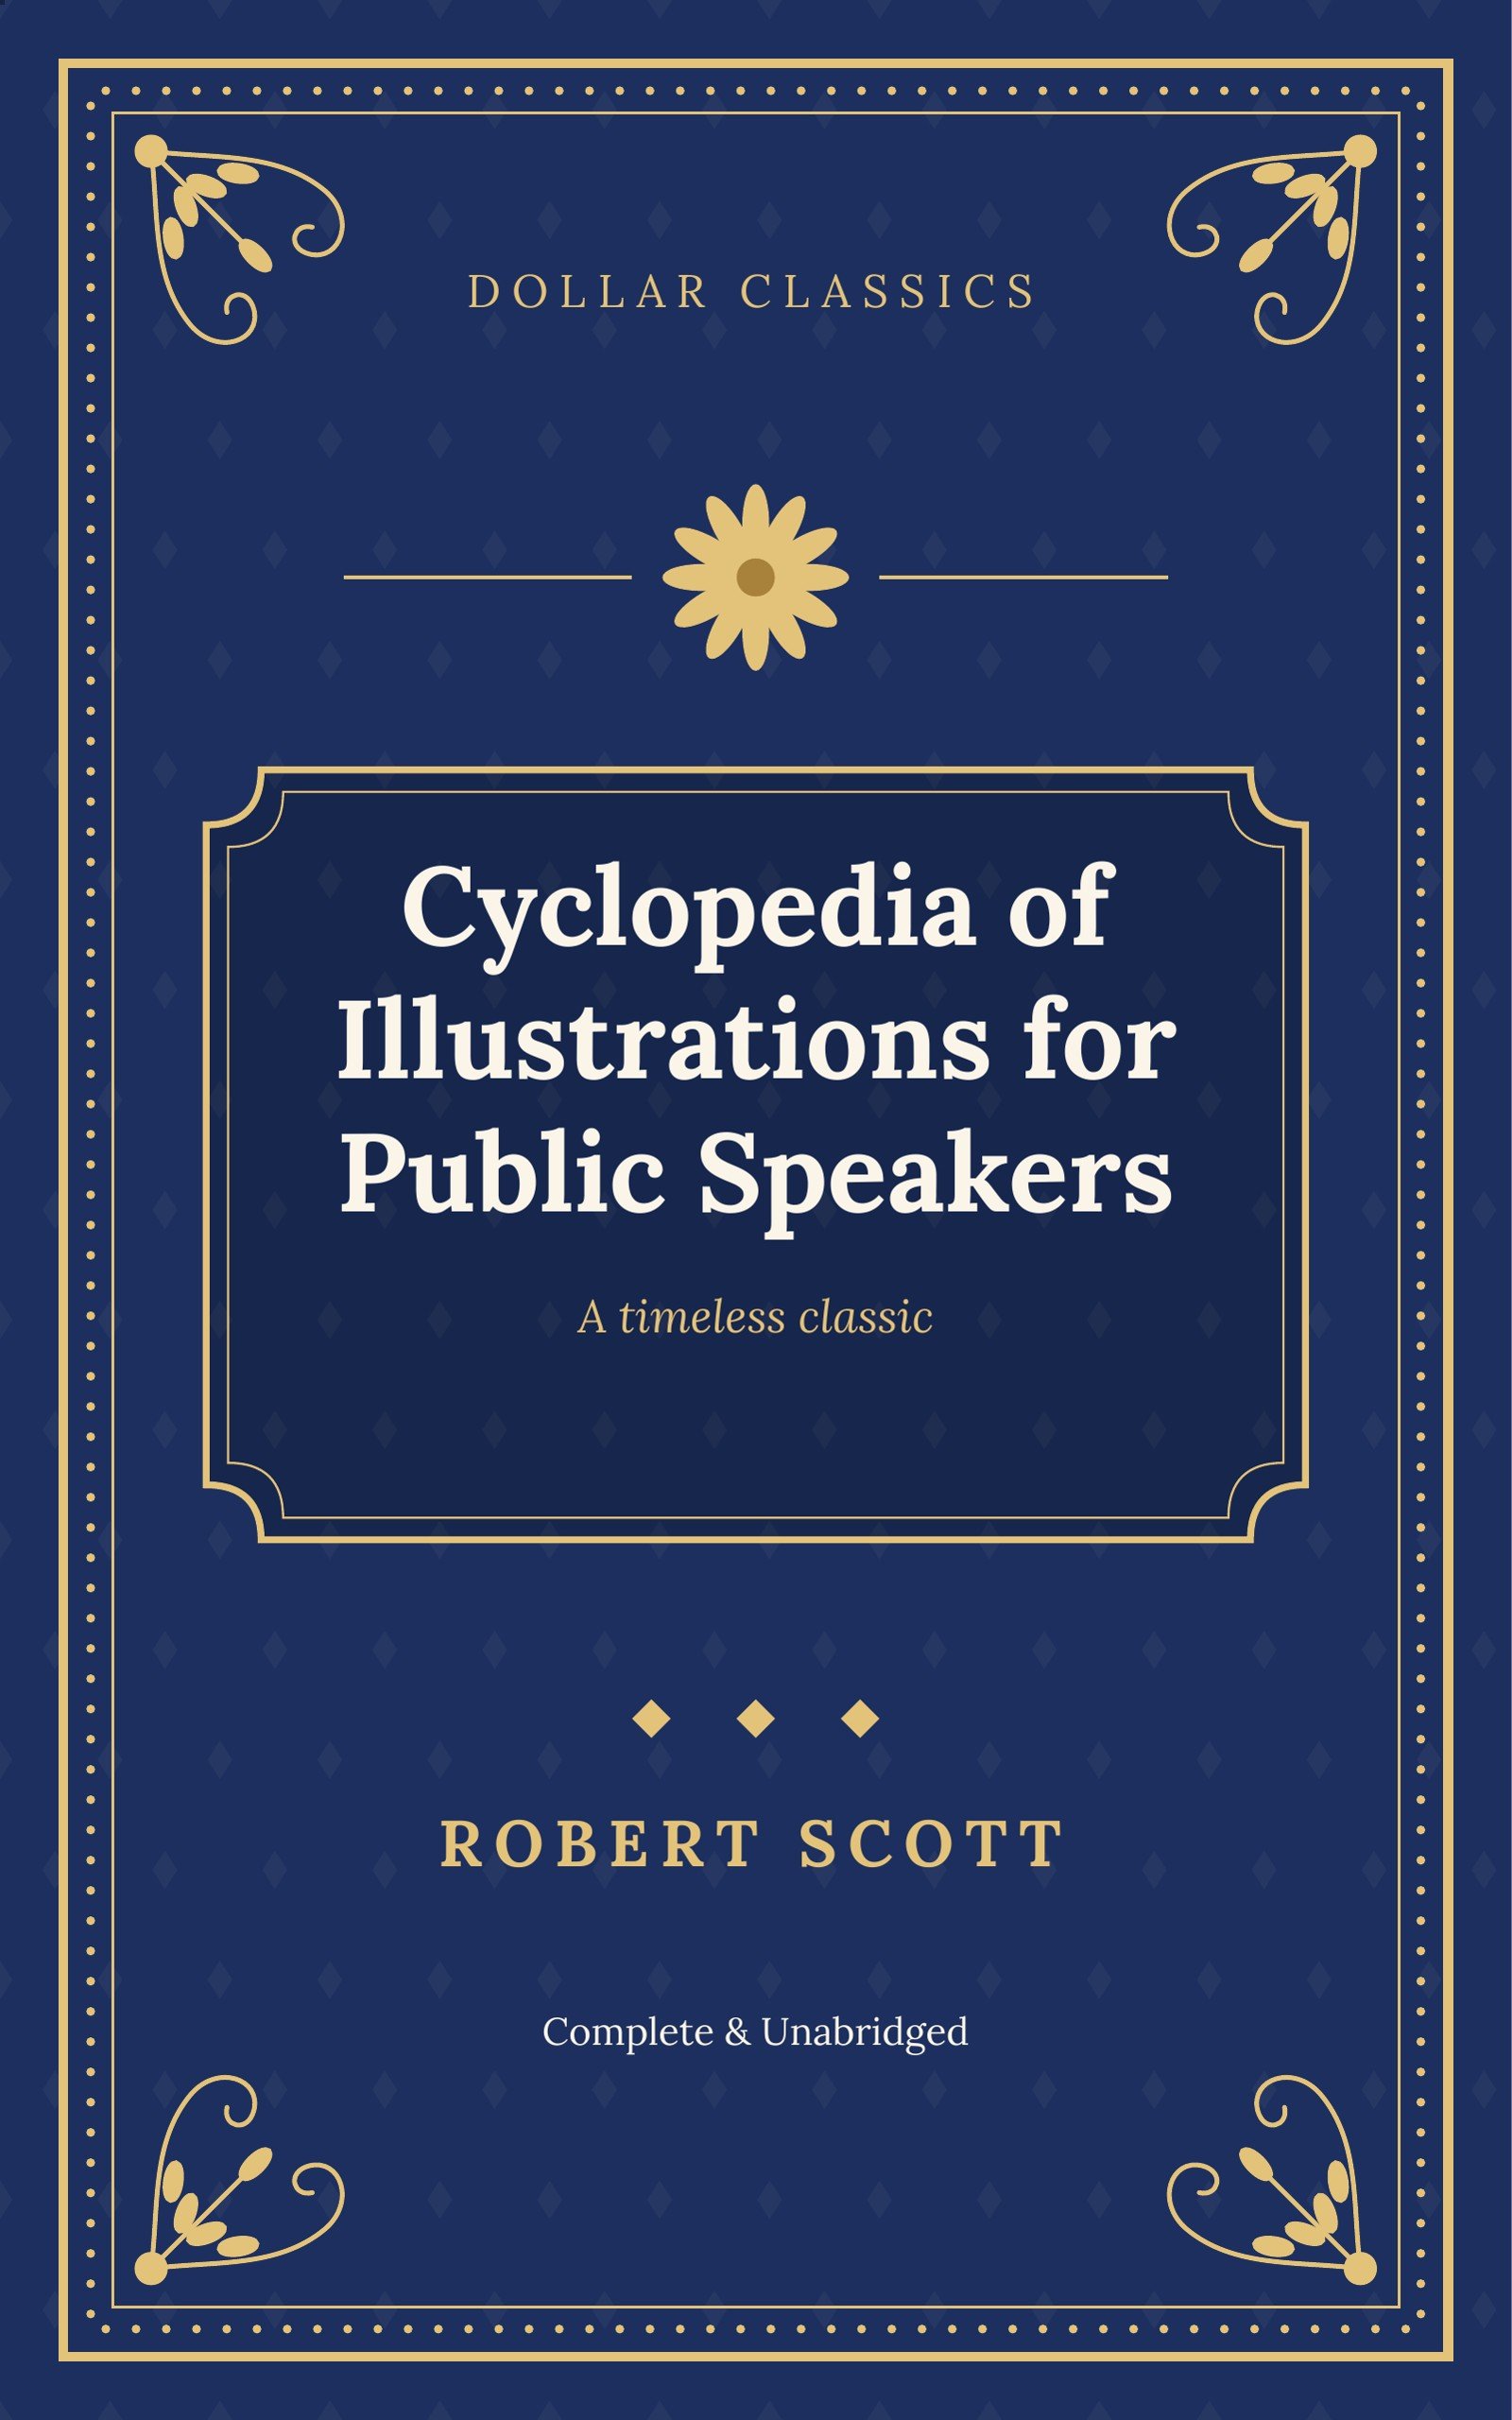 DOLLAR CLASSICS
Cyclopedia of
Illustrations for
Public Speakers
A timeless classic
ROBERT SCOTT
Complete & Unabridged